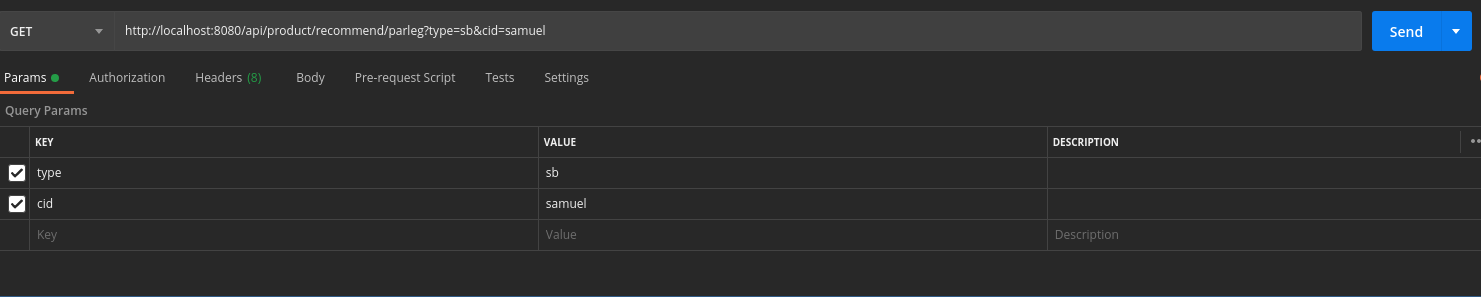 GET http://localhost:8080/api/product/recommend/parleg?type=sb&cid=samuel Send
Params Authorization Headers (8) Body Pre-request Script Tests Settings
Query Params
KEY VALUE DESCRIPTION
type sb
cid samuel
Key Value Description